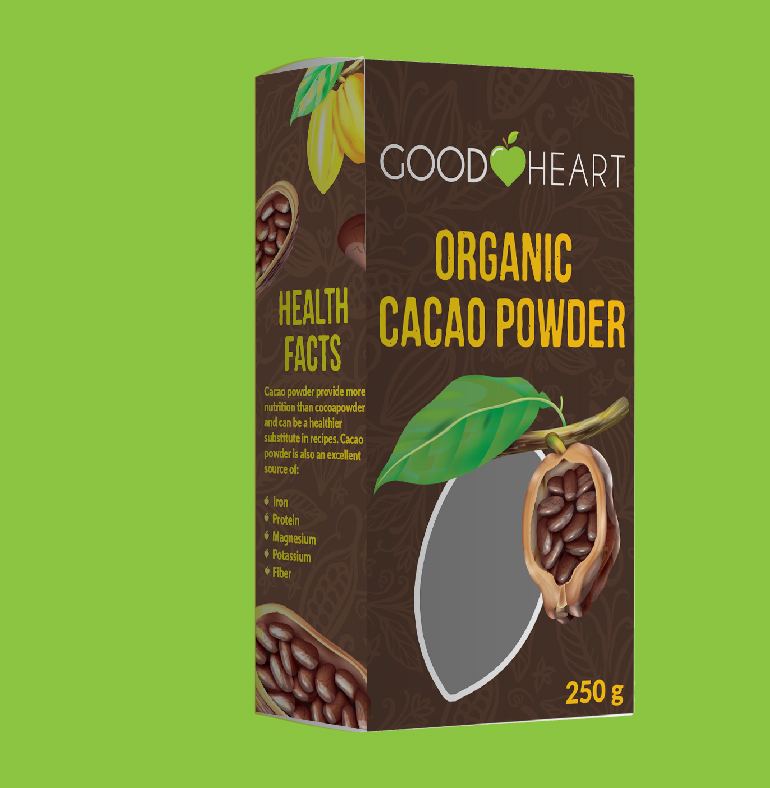 GOOD HEART
ORGANIC
CACAO POWDER
250 g
HEALTH
FACTS
Cacao powder provide more
nutrition than cocoapowder
and can be a healthier
substitute in recipes. Cacao
powder is also an excellent
source of:
Iron
Protein
Magnesium
Potassium
Fiber